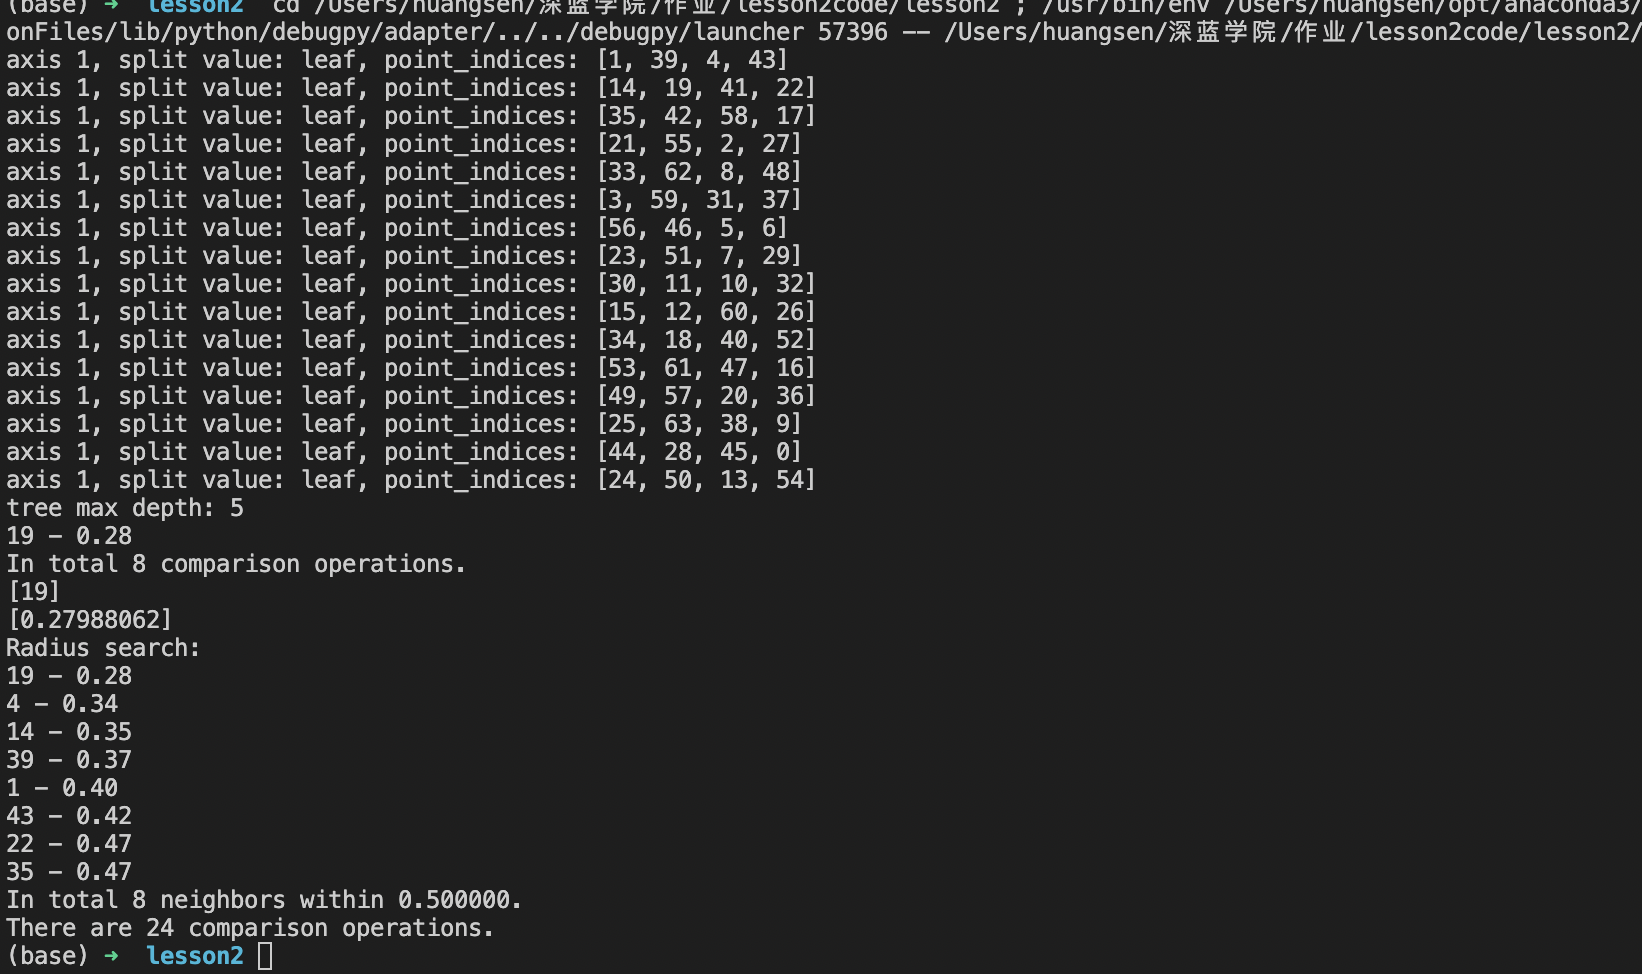 (base) ➜  lesson2  cd /Users/huangsen/深蓝学院/作业/lesson2code/lesson2 ; /usr/bin/env /Users/huangsen/opt/anaconda3/
onFiles/lib/python/debugpy/adapter/../../debugpy/launcher 57396 -- /Users/huangsen/深蓝学院/作业/lesson2code/lesson2/
axis 1, split value: leaf, point_indices: [1, 39, 4, 43]
axis 1, split value: leaf, point_indices: [14, 19, 41, 22]
axis 1, split value: leaf, point_indices: [35, 42, 58, 17]
axis 1, split value: leaf, point_indices: [21, 55, 2, 27]
axis 1, split value: leaf, point_indices: [33, 62, 8, 48]
axis 1, split value: leaf, point_indices: [3, 59, 31, 37]
axis 1, split value: leaf, point_indices: [56, 46, 5, 6]
axis 1, split value: leaf, point_indices: [23, 51, 7, 29]
axis 1, split value: leaf, point_indices: [30, 11, 10, 32]
axis 1, split value: leaf, point_indices: [15, 12, 60, 26]
axis 1, split value: leaf, point_indices: [34, 18, 40, 52]
axis 1, split value: leaf, point_indices: [53, 61, 47, 16]
axis 1, split value: leaf, point_indices: [49, 57, 20, 36]
axis 1, split value: leaf, point_indices: [25, 63, 38, 9]
axis 1, split value: leaf, point_indices: [44, 28, 45, 0]
axis 1, split value: leaf, point_indices: [24, 50, 13, 54]
tree max depth: 5
19 - 0.28
In total 8 comparison operations.
[19]
[0.27988062]
Radius search:
19 - 0.28
4 - 0.34
14 - 0.35
39 - 0.37
1 - 0.40
43 - 0.42
22 - 0.47
35 - 0.47
In total 8 neighbors within 0.500000.
There are 24 comparison operations.
(base) ➜  lesson2